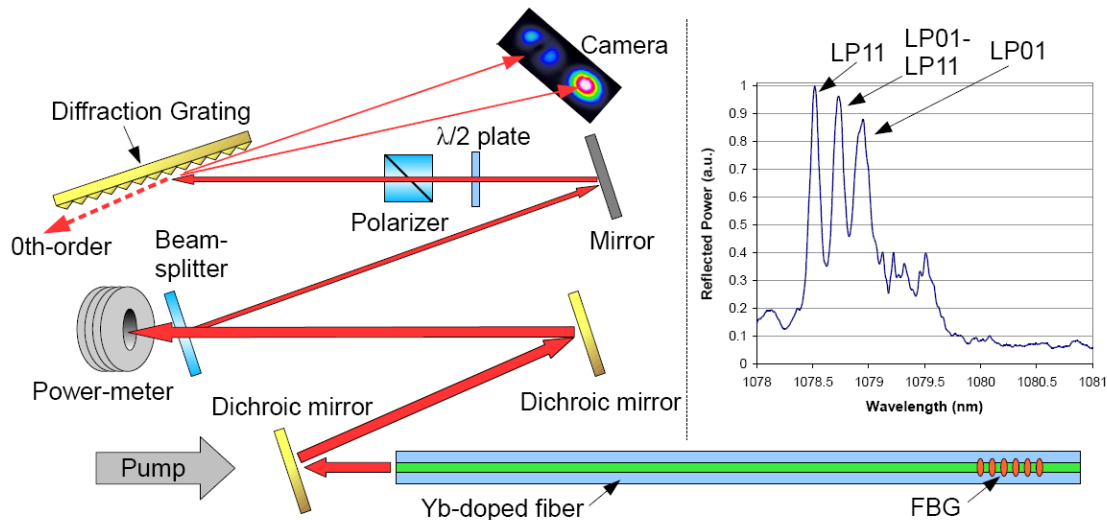 Camera
Diffraction Grating
λ/2 plate
Polarizer
Mirror
0th-order
Beam-
splitter
Power-meter
Dichroic mirror
Dichroic mirror
Pump
Yb-doped fiber
FBG
LP11
LP01-
LP11
LP01
Reflected Power (a.u.)
1
0.9
0.8
0.7
0.6
0.5
0.4
0.3
0.2
0.1
0
1078 1078.5 1079 1079.5 1080 1080.5 1081
Wavelength (nm)